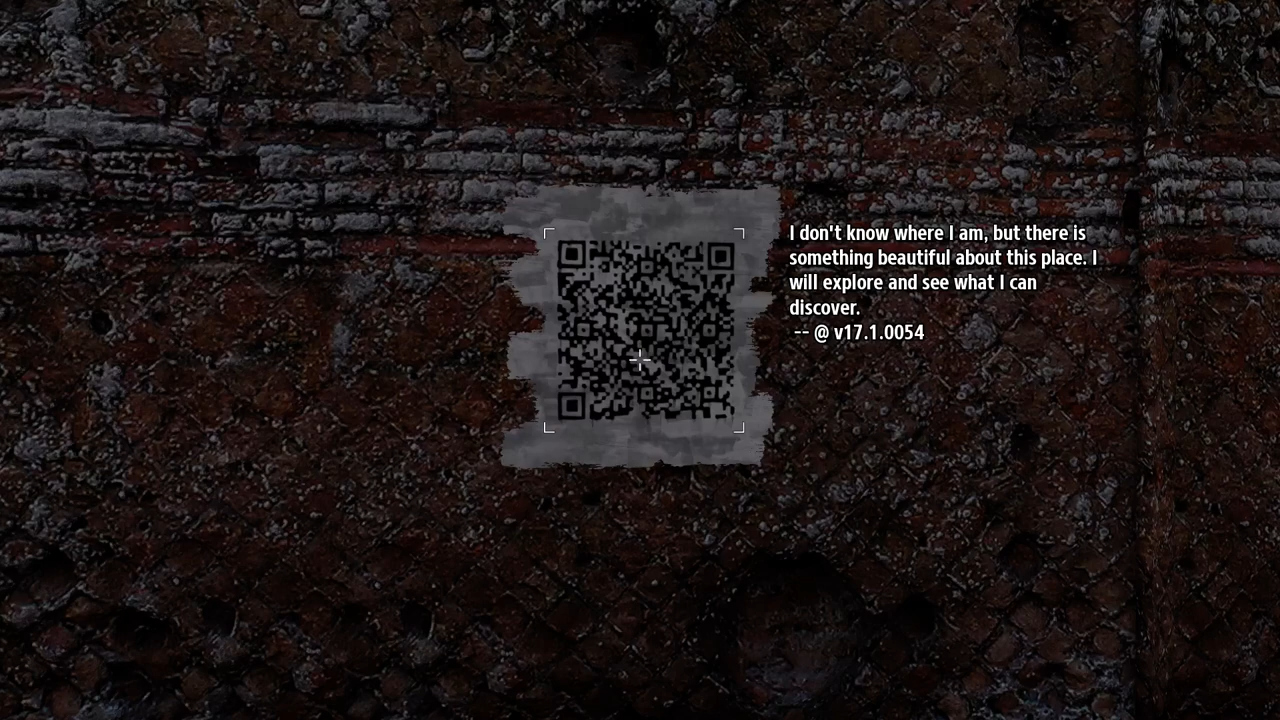 I don't know where I am, but there is
something beautiful about this place. I
will explore and see what I can
discover.
-- @ v17.1.0054